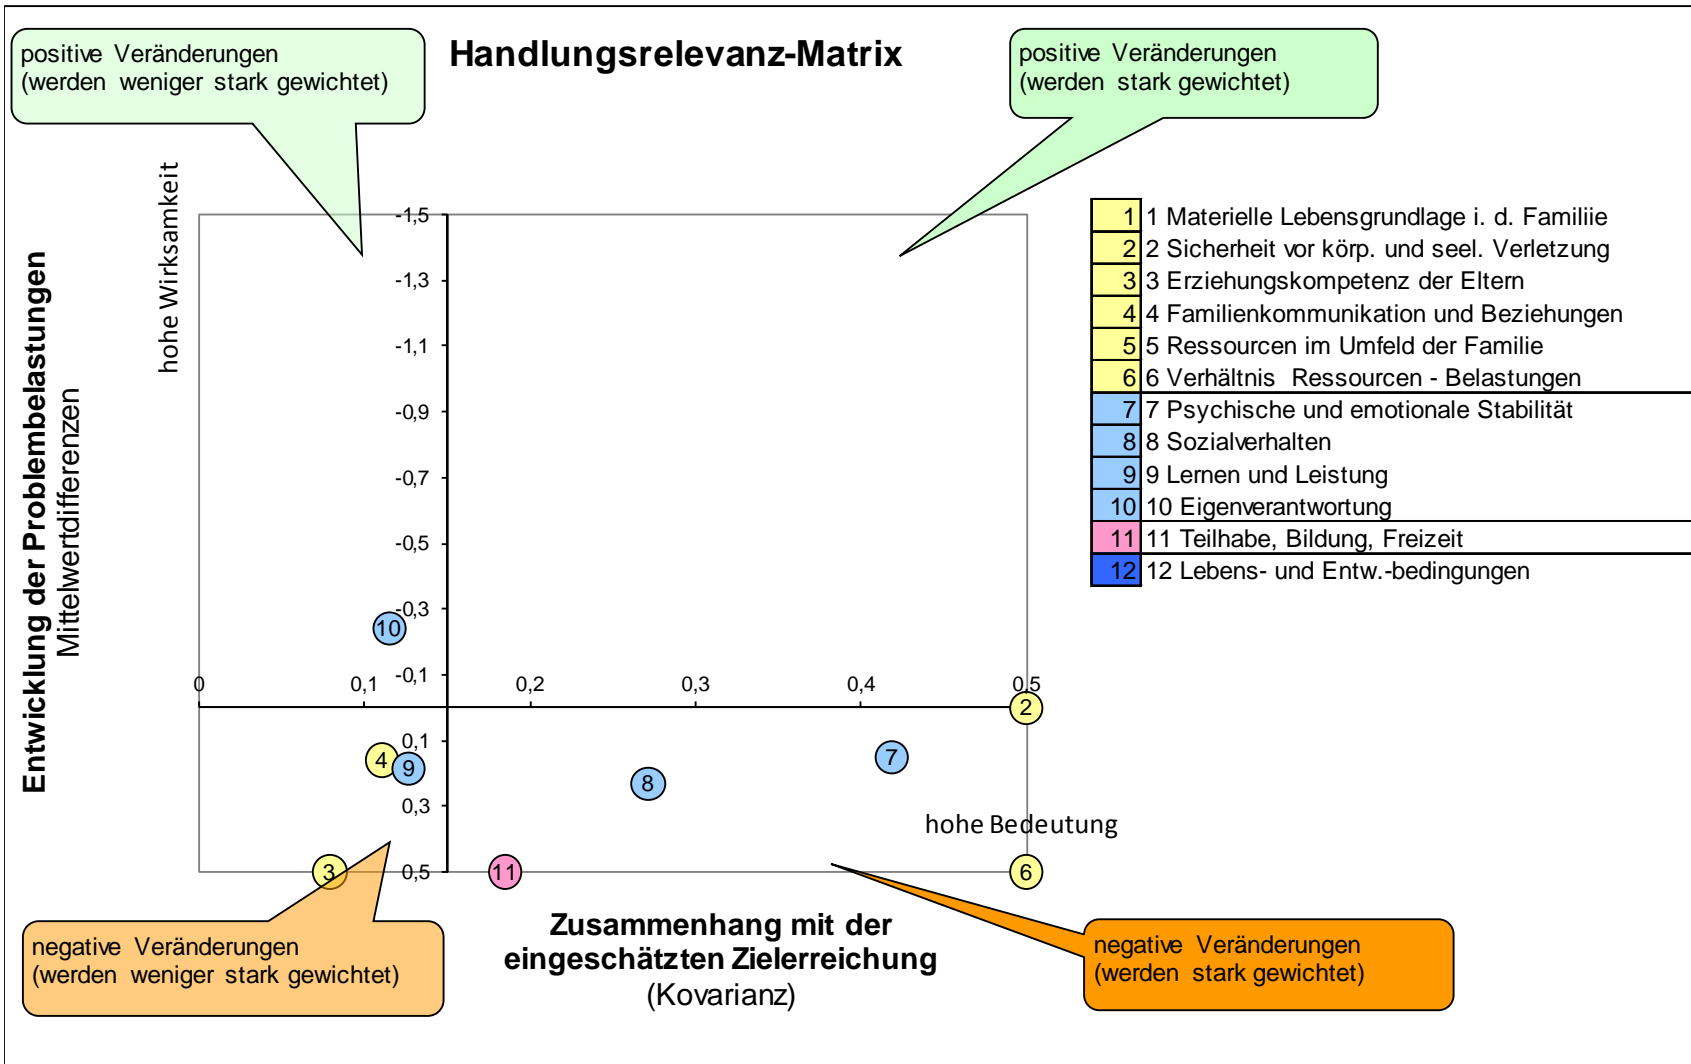 positive Veränderungen
(werden weniger stark gewichtet)
Handlungsrelevanz-Matrix
positive Veränderungen
(werden stark gewichtet)
Entwicklung der Problembelastungen
Mittelwertdifferenzen
hohe Wirksamkeit
-1,5
-1,3
-1,1
-0,9
-0,7
-0,5
-0,3
-0,1
0,1
0,3
0,5
0
0,1
0,2
0,3
0,4
0,5
10
2
4
9
7
8
3
11
6
hohe Bedeutung
1 1 Materielle Lebensgrundlage i. d. Familiie
2 2 Sicherheit vor körp. und seel. Verletzung
3 3 Erziehungskompetenz der Eltern
4 4 Familienkommunikation und Beziehungen
5 5 Ressourcen im Umfeld der Familie
6 6 Verhältnis Ressourcen - Belastungen
7 7 Psychische und emotionale Stabilität
8 8 Sozialverhalten
9 9 Lernen und Leistung
10 10 Eigenverantwortung
11 11 Teilhabe, Bildung, Freizeit
12 12 Lebens- und Entw.-bedingungen
negative Veränderungen
(werden weniger stark gewichtet)
Zusammenhang mit der
eingeschätzten Zielerreichung
(Kovarianz)
negative Veränderungen
(werden stark gewichtet)